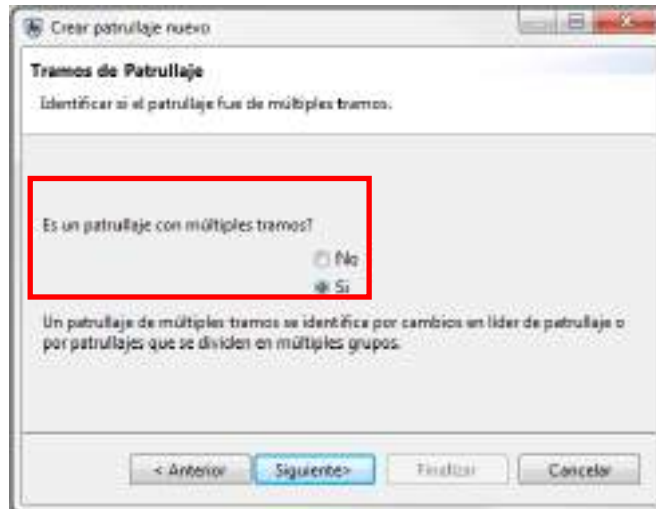 Crear patrullaje nuevo
Tramos de Patrullaje
Identificar si el patrullaje fue de múltiples tramos.
Es un patrullaje con múltiples tramos?
No
Si
Un patrullaje de múltiples tramos se identifica por cambios en lider de patrullaje o
por patrullajes que se dividen en múltiples grupos.
< Anterior Siguiente> Finalizar Cancelar